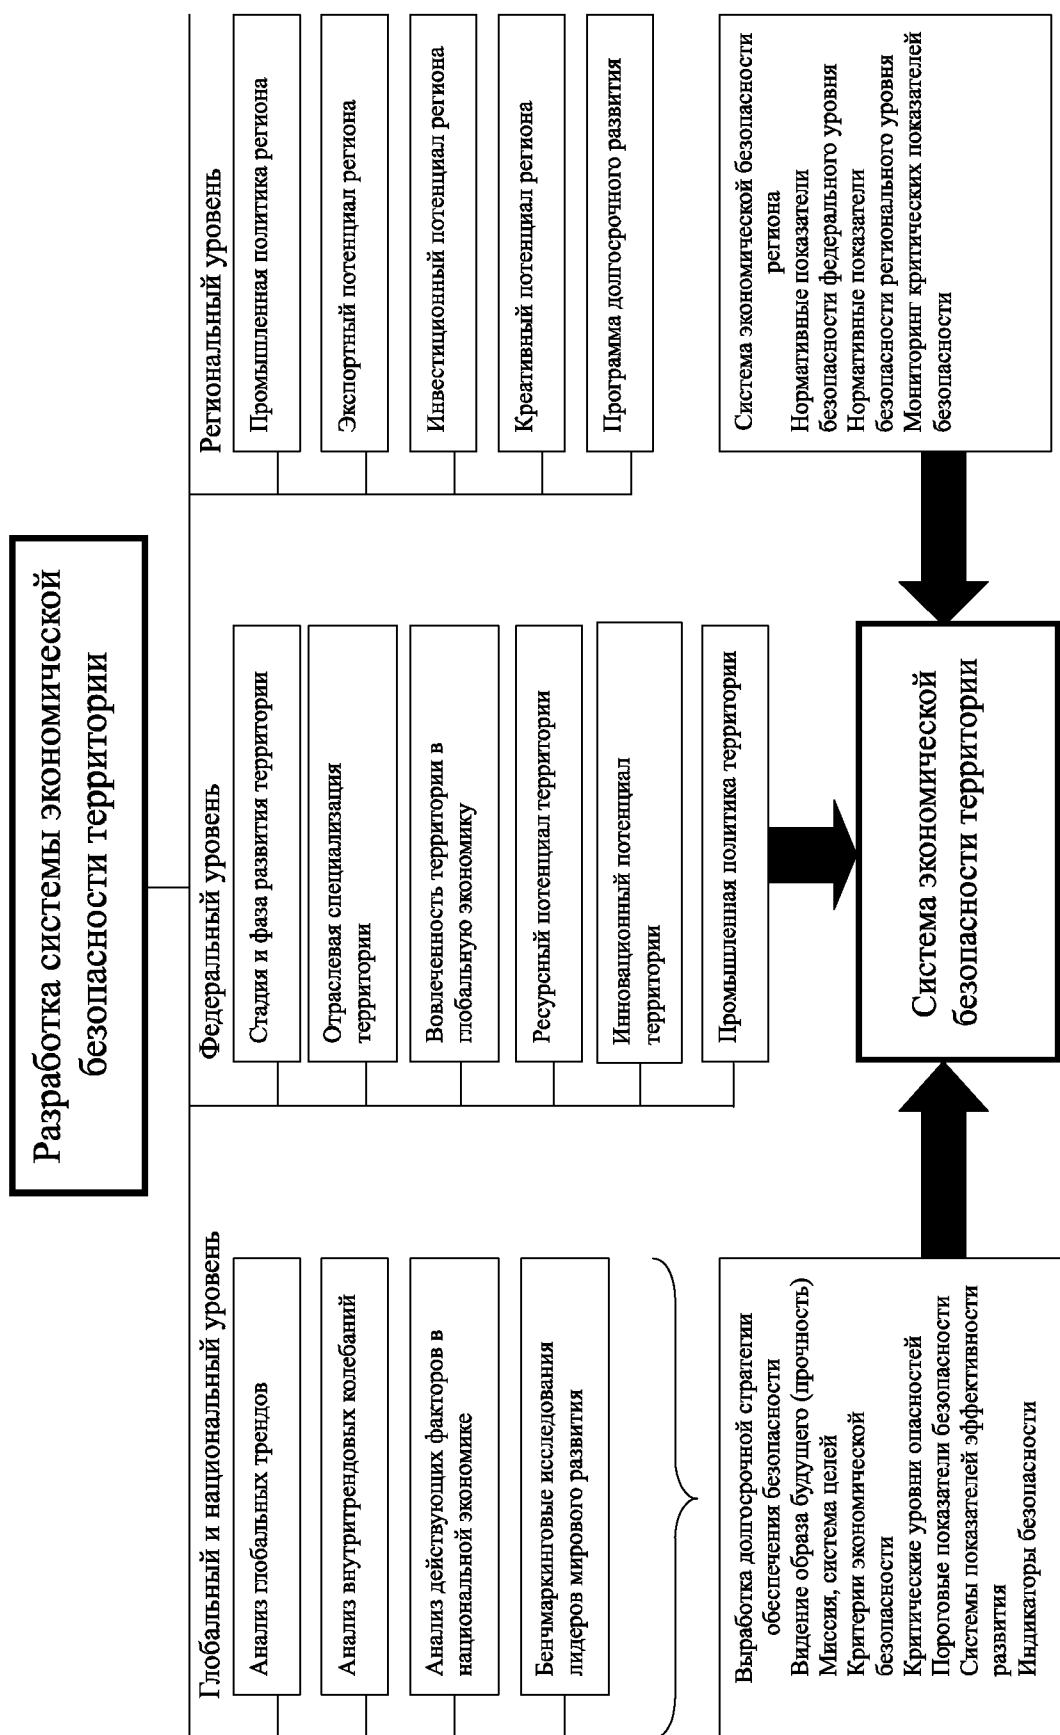 Разработка системы экономической
безопасности территории
Глобальный и национальный уровень
Анализ глобальных трендов
Анализ внутритрендовых колебаний
Анализ действующих факторов в
национальной экономике
Бенчмаркинговые исследования
лидеров мирового развития
Выработка долгосрочной стратегии
обеспечения безопасности
Видение образа будущего (прочность)
Миссия, система целей
Критерии экономической
безопасности
Критические уровни опасностей
Пороговые показатели безопасности
Системы показателей эффективности
развития
Индикаторы безопасности
Федеральный уровень
Стадия и фаза развития территории
Отраслевая специализация
территории
Вовлеченность территории в
глобальную экономику
Ресурсный потенциал территории
Инновационный потенциал
территории
Промышленная политика территории
Система экономической
безопасности территории
Региональный уровень
Промышленная политика региона
Экспортный потенциал региона
Инвестиционный потенциал региона
Креативный потенциал региона
Программа долгосрочного развития
Система экономической безопасности
региона
Нормативные показатели
безопасности федерального уровня
Нормативные показатели
безопасности регионального уровня
Мониторинг критических показателей
безопасности